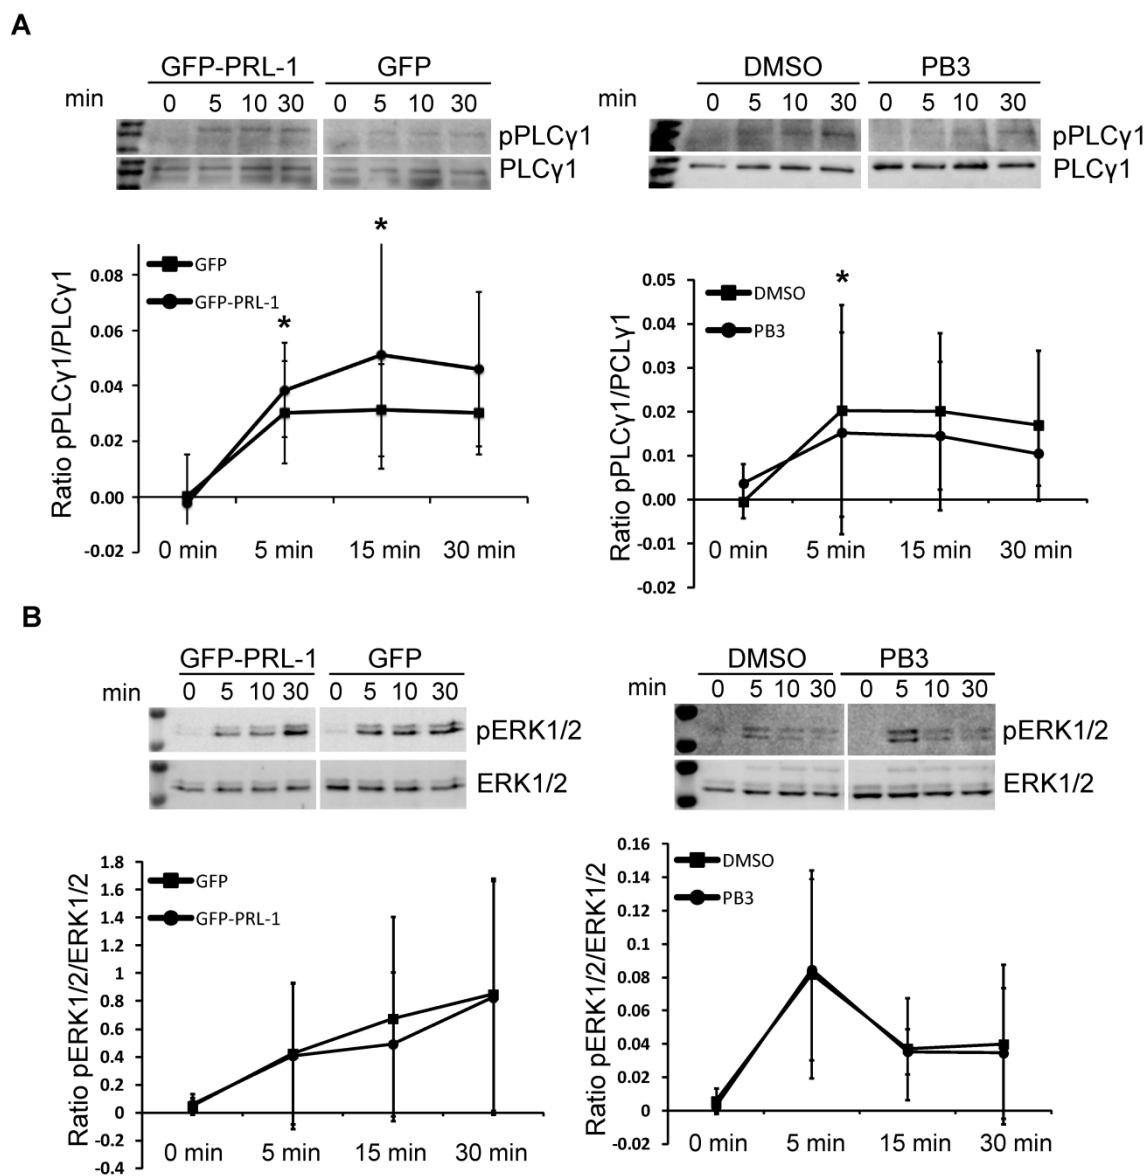 A
GFP-PRL-1 GFP
min 0 5 10 30 0 5 10 30
pPLCγ1
PLCγ1
DMSO PB3
min 0 5 10 30 0 5 10 30
pPLCγ1
PLCγ1
Ratio pPLCγ1/PLCγ1
0.08
0.06
0.04
0.02
0.00
-0.02
GFP
GFP-PRL-1
*
*
0 min 5 min 15 min 30 min
Ratio pPLCγ1/PCLγ1
0.05
0.04
0.03
0.02
0.01
0.00
-0.01
-0.02
DMSO
PB3
*
0 min 5 min 15 min 30 min
B
GFP-PRL-1 GFP
min 0 5 10 30 0 5 10 30
pERK1/2
ERK1/2
DMSO PB3
min 0 5 10 30 0 5 10 30
pERK1/2
ERK1/2
Ratio pERK1/2/ERK1/2
1.8
1.6
1.4
1.2
1
0.8
0.6
0.4
0.2
0
-0.2
-0.4
GFP
GFP-PRL-1
0 min 5 min 15 min 30 min
Ratio pERK1/2/ERK1/2
0.16
0.14
0.12
0.1
0.08
0.06
0.04
0.02
0
-0.02
DMSO
PB3
0 min 5 min 15 min 30 min